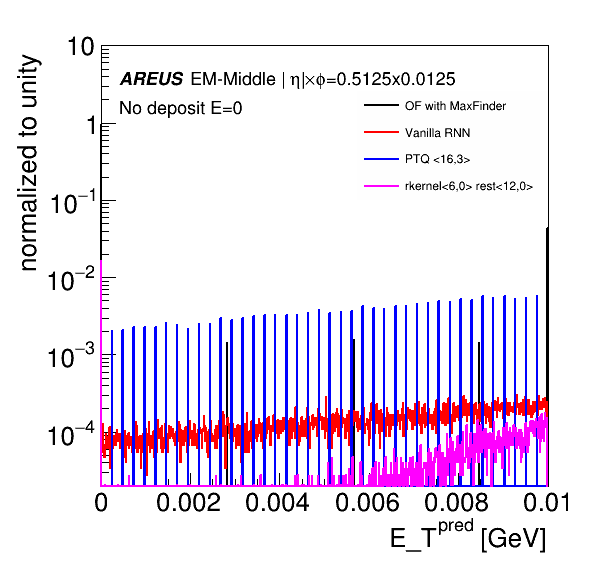 10
1
10⁻¹
10⁻²
10⁻³
10⁻⁴
normalized to unity
AREUS EM-Middle | η|×ϕ=0.5125x0.0125
No deposit E=0
OF with MaxFinder
Vanilla RNN
PTQ <16,3>
rkernel<6,0> rest<12,0>
0 0.002 0.004 0.006 0.008 0.01
E_T^pred [GeV]